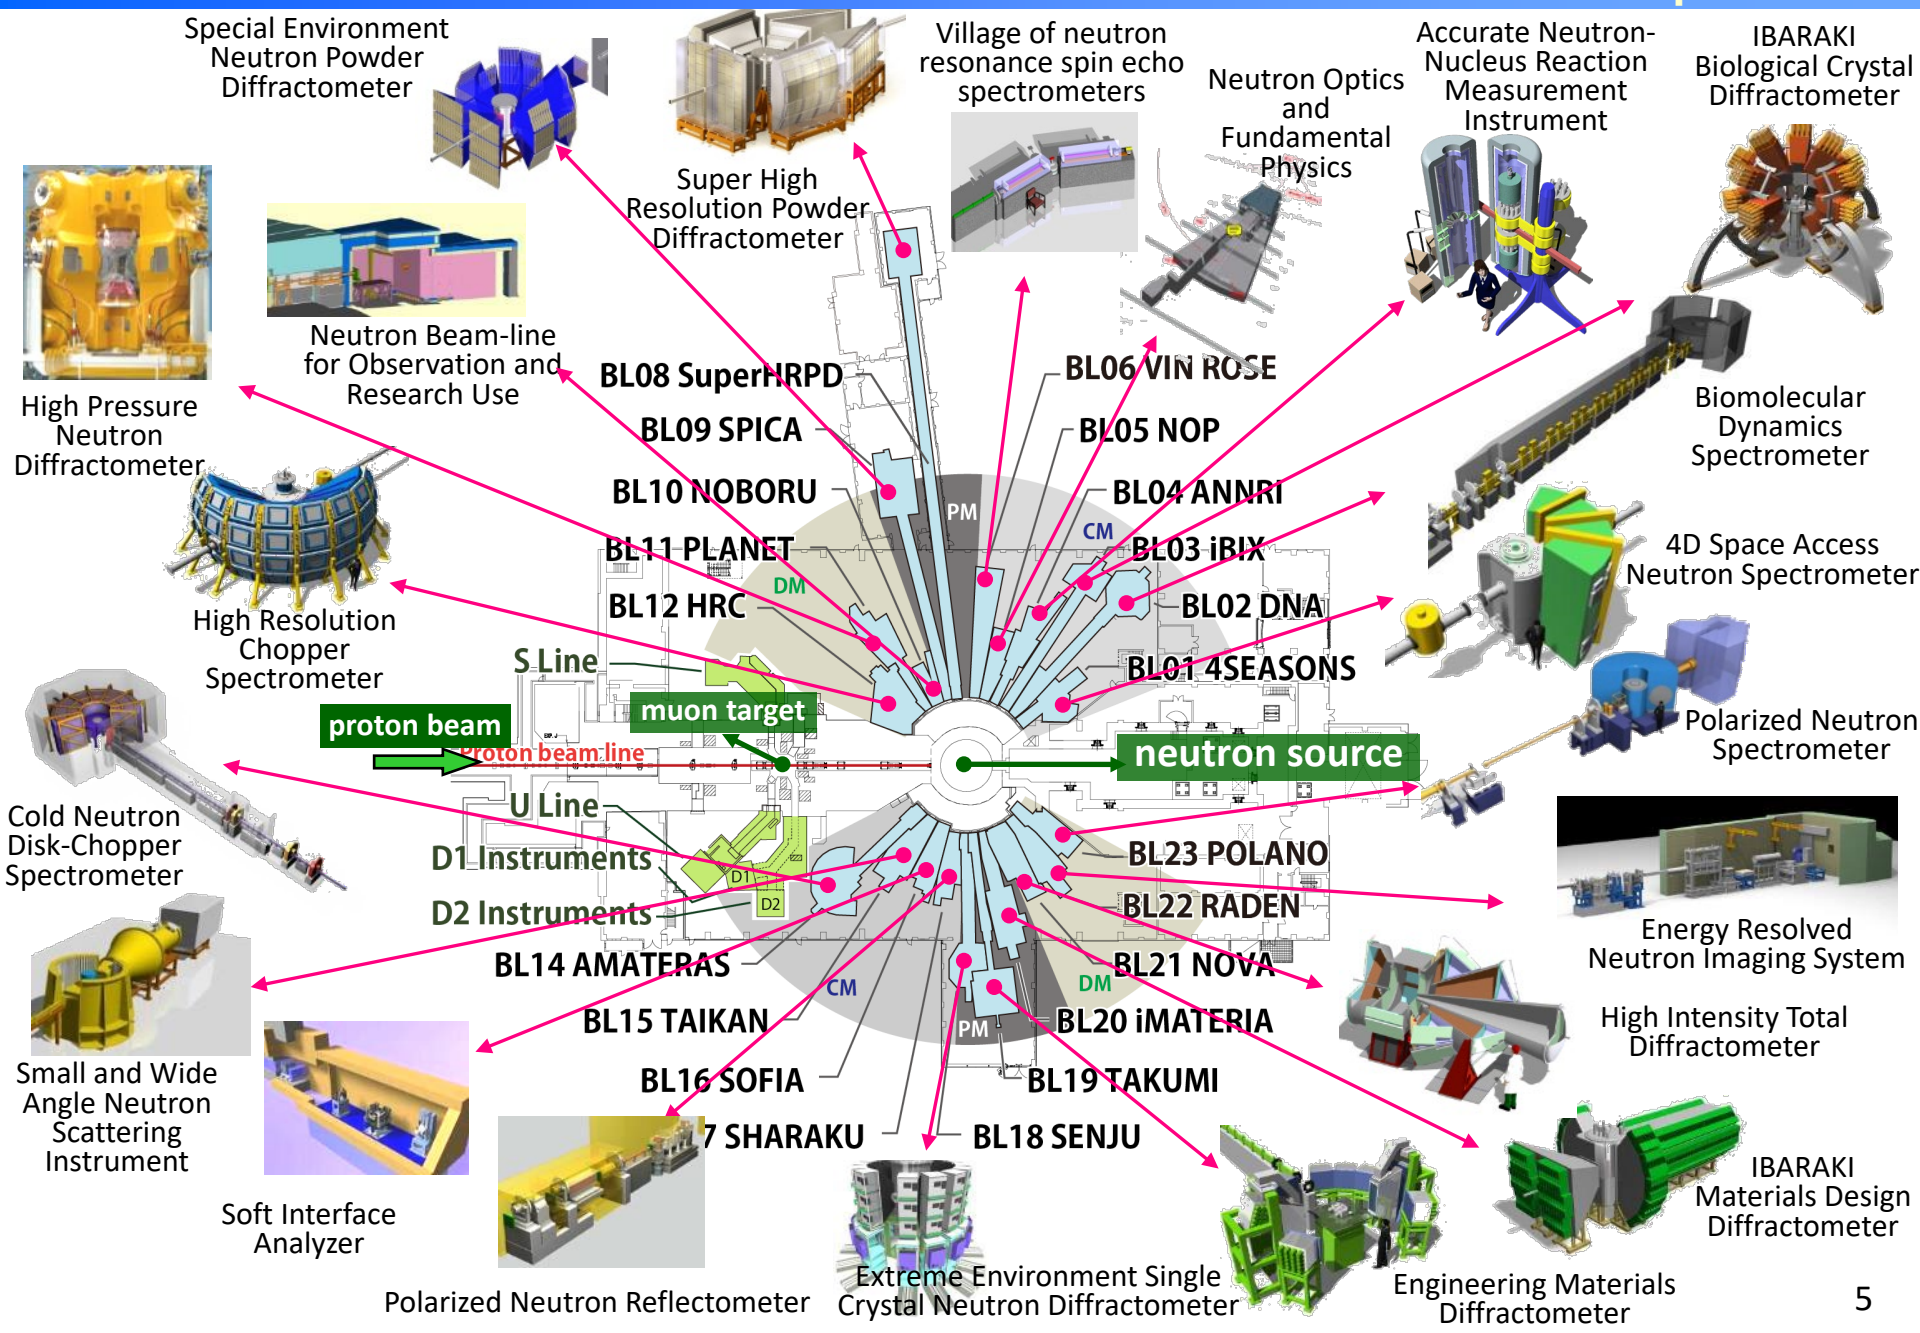 Special Environment
Neutron Powder
Diffractometer
Village of neutron
resonance spin echo
spectrometers
Neutron Optics
and
Fundamental
Physics
Accurate Neutron-
Nucleus Reaction
Measurement
Instrument
IBARAKI
Biological Crystal
Diffractometer
Super High
Resolution Powder
Diffractometer
Neutron Beam-line
for Observation and
Research Use
High Pressure
Neutron
Diffractometer
BL08 SuperHRPD
BL09 SPICA
BL10 NOBORU
BL11 PLANET
BL12 HRC
BL06 VIN ROSE
BL05 NOP
BL04 ANNRI
BL03 iBIX
BL02 DNA
BL01 4SEASONS
PM
CM
DM
Biomolecular
Dynamics
Spectrometer
4D Space Access
Neutron Spectrometer
High Resolution
Chopper
Spectrometer
S Line
muon target
proton beam
Proton beam line
neutron source
Polarized Neutron
Spectrometer
U Line
D1 Instruments
D2 Instruments
D1
D2
Cold Neutron
Disk-Chopper
Spectrometer
BL23 POLANO
BL22 RADEN
BL21 NOVA
BL20 iMATERIA
BL19 TAKUMI
BL18 SENJU
BL14 AMATERAS
BL15 TAIKAN
BL16 SOFIA
7 SHARAKU
CM
PM
DM
Energy Resolved
Neutron Imaging System
High Intensity Total
Diffractometer
Small and Wide
Angle Neutron
Scattering
Instrument
Soft Interface
Analyzer
Polarized Neutron Reflectometer
Extreme Environment Single
Crystal Neutron Diffractometer
Engineering Materials
Diffractometer
IBARAKI
Materials Design
Diffractometer
5